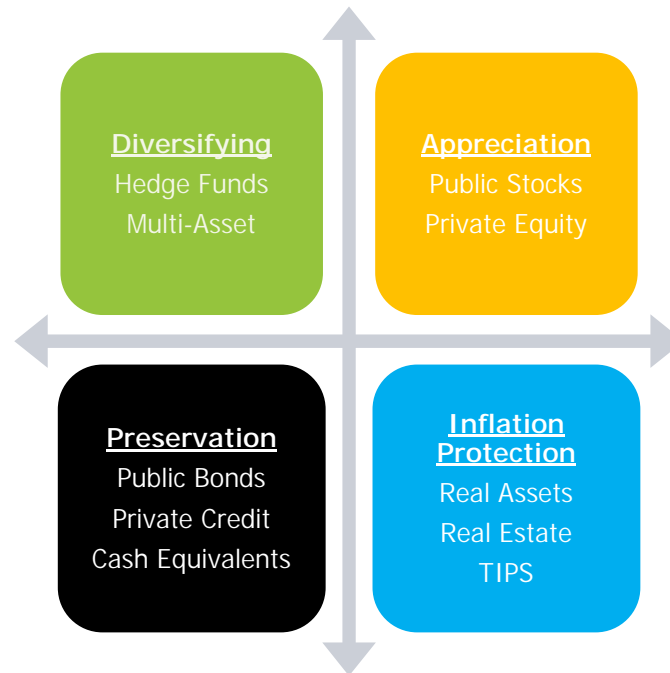 Diversifying
Hedge Funds
Multi-Asset
Appreciation
Public Stocks
Private Equity
Preservation
Public Bonds
Private Credit
Cash Equivalents
Inflation
Protection
Real Assets
Real Estate
TIPS